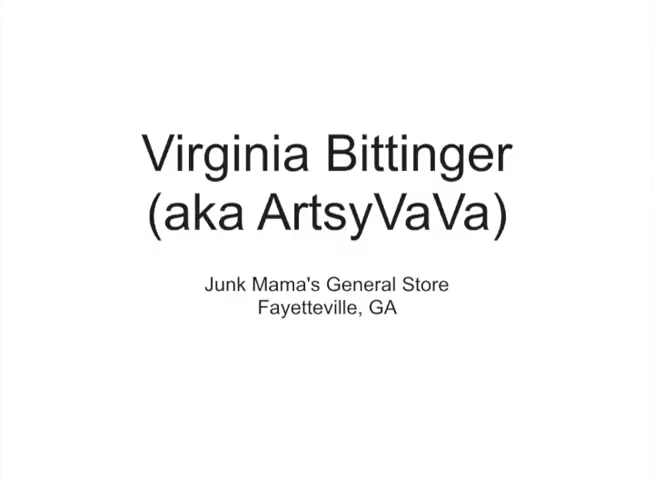 Virginia Bittinger
(aka ArtsyVaVa)
Junk Mama's General Store
Fayetteville, GA